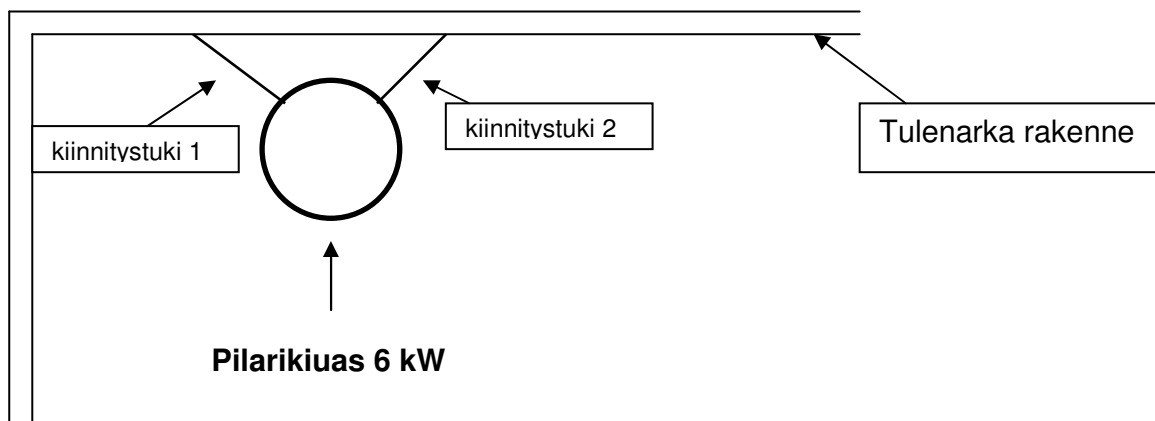 kiinnitystuki 1
kiinnitystuki 2
Tulenarka rakenne
Pilarikiuas 6 kW